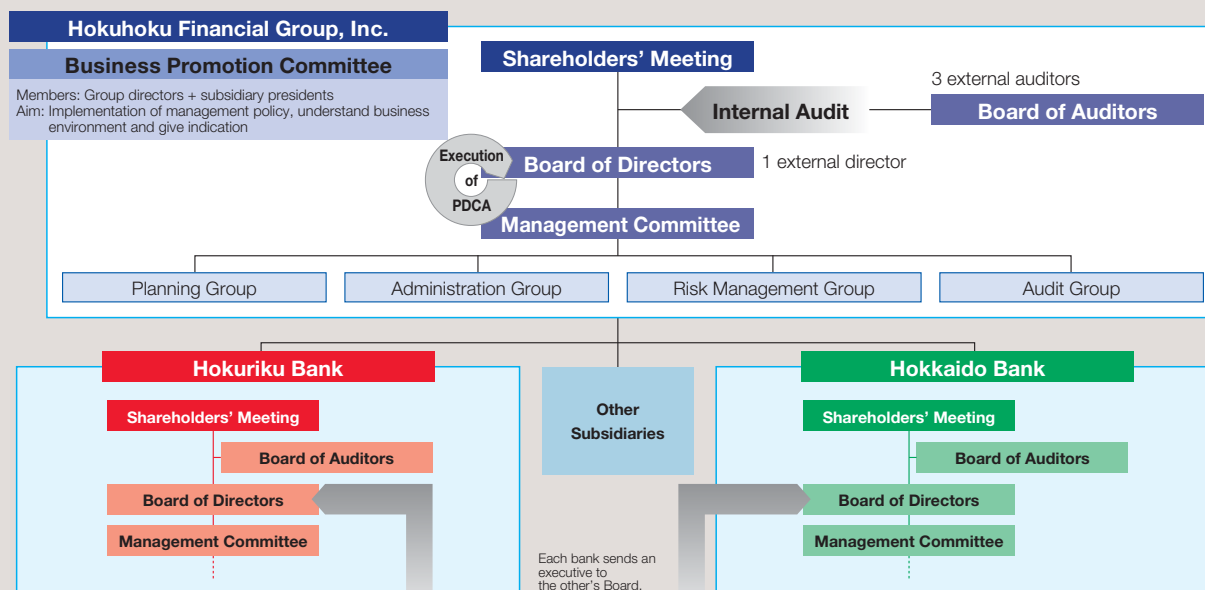 Hokuhoku Financial Group, Inc.
Business Promotion Committee
Members: Group directors + subsidiary presidents
Aim: Implementation of management policy, understand business
environment and give indication
Shareholders' Meeting
3 external auditors
Internal Audit
Board of Auditors
Execution
of
PDCA
Board of Directors
1 external director
Management Committee
Planning Group
Administration Group
Risk Management Group
Audit Group
Hokuriku Bank
Shareholders' Meeting
Board of Auditors
Board of Directors
Management Committee
Other
Subsidiaries
Each bank sends an
executive to
the other's Board.
Hokkaido Bank
Shareholders' Meeting
Board of Auditors
Board of Directors
Management Committee